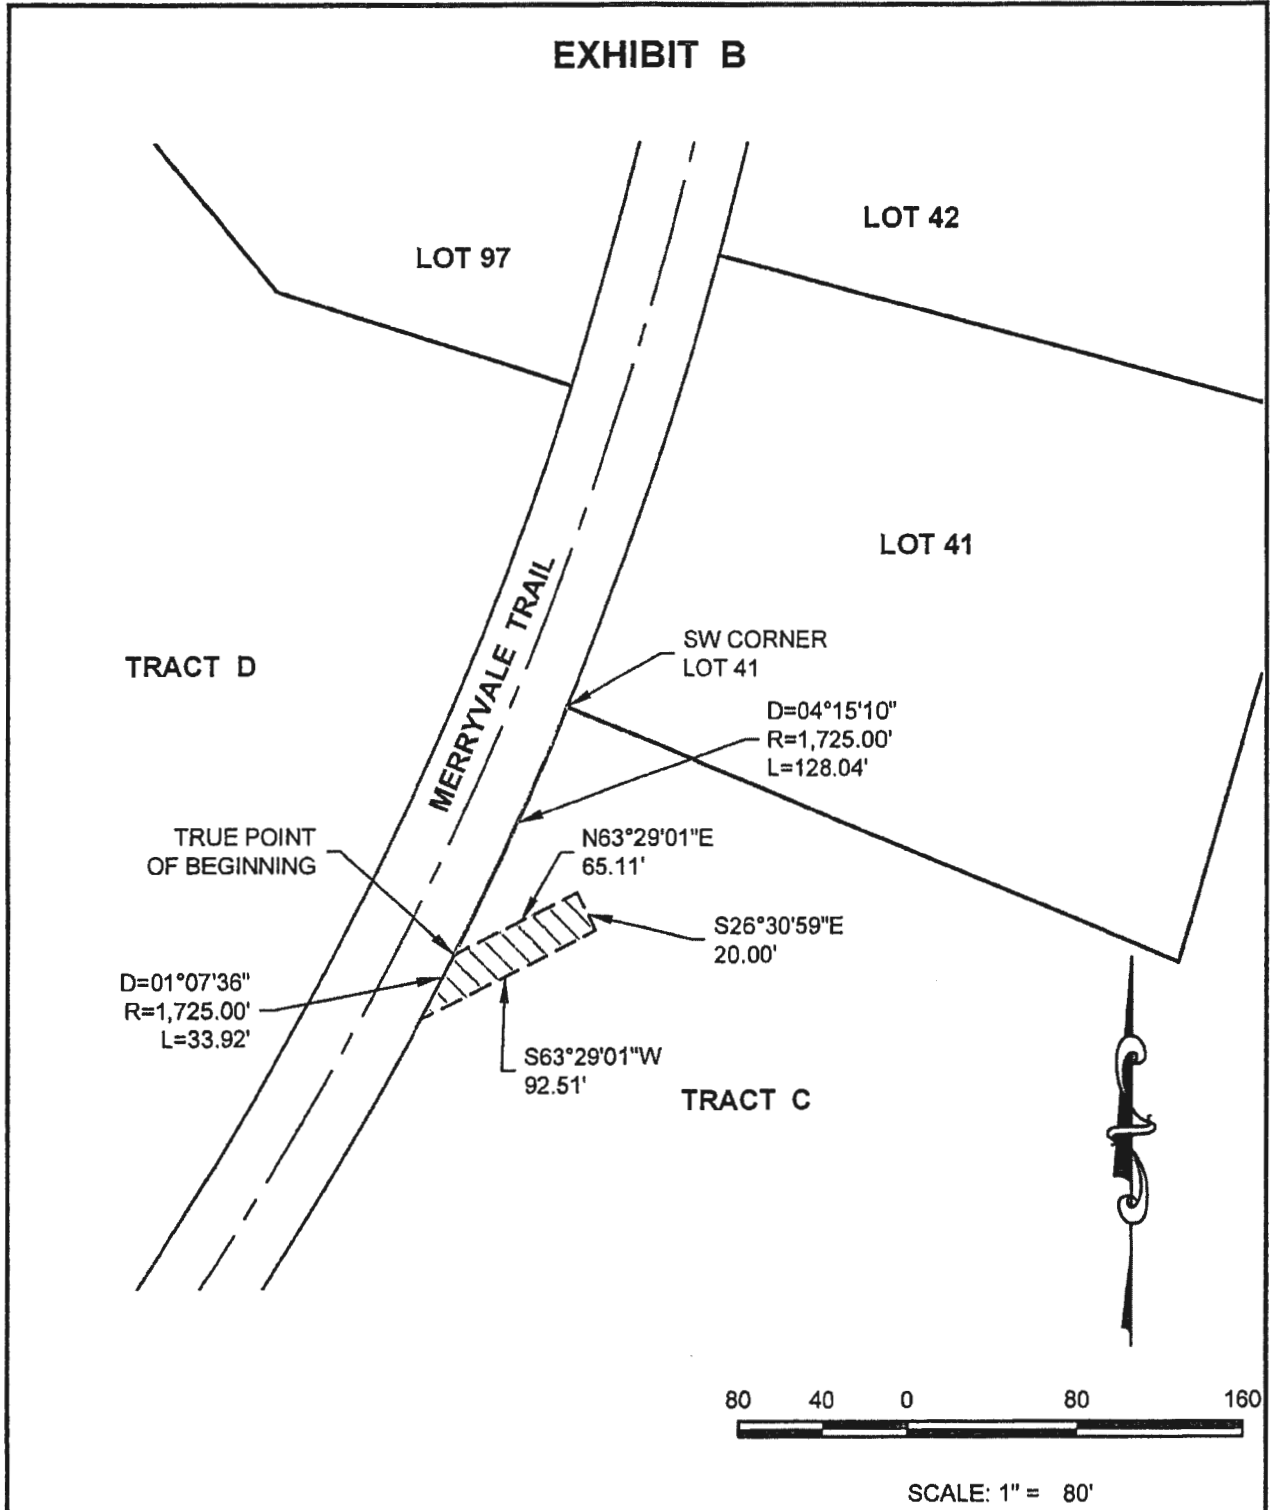 EXHIBIT B
LOT 42
LOT 97
LOT 41
MERRYVALE TRAIL
SW CORNER
LOT 41
TRACT D
D=04°15'10"
R=1,725.00'
L=128.04'
TRUE POINT
OF BEGINNING
N63°29'01"E
65.11'
S26°30'59"E
20.00'
D=01°07'36"
R=1,725.00'
L=33.92'
S63°29'01"W
92.51'
TRACT C
80 40 0 80 160
SCALE: 1" = 80'